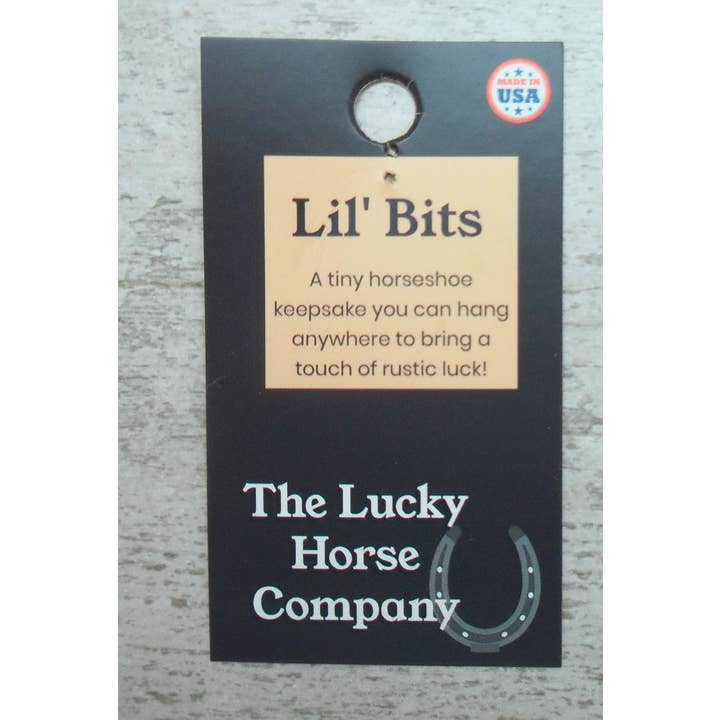 MADE IN
USA
Lil' Bits
A tiny horseshoe
keepsake you can hang
anywhere to bring a
touch of rustic luck!
The Lucky
Horse
Company